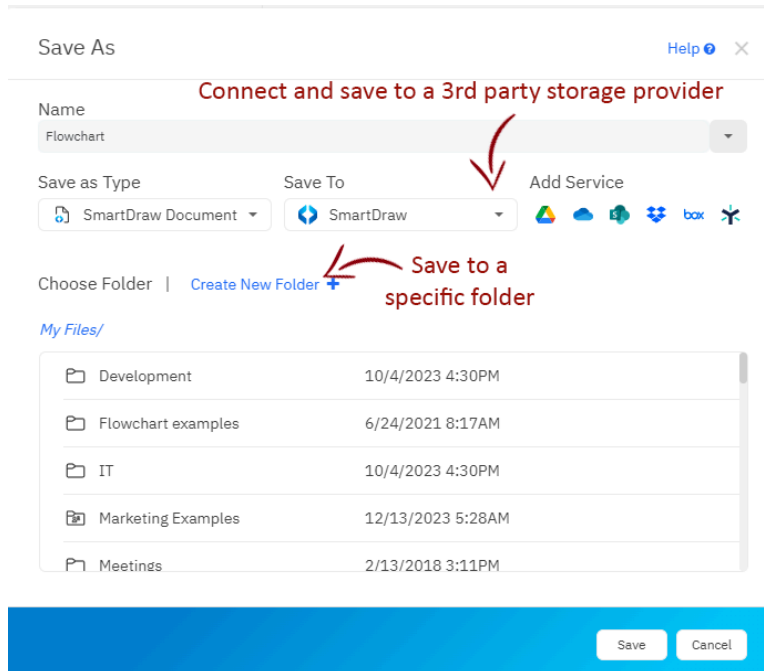 Save As
Help
Connect and save to a 3rd party storage provider
Name
Flowchart
Save as Type Save To Add Service
SmartDraw Document SmartDraw box
Save to a
specific folder
Choose Folder | Create New Folder +
My Files/
Development 10/4/2023 4:30PM
Flowchart examples 6/24/2021 8:17AM
IT 10/4/2023 4:30PM
Marketing Examples 12/13/2023 5:28AM
Meetings 2/13/2018 3:11PM
Save Cancel